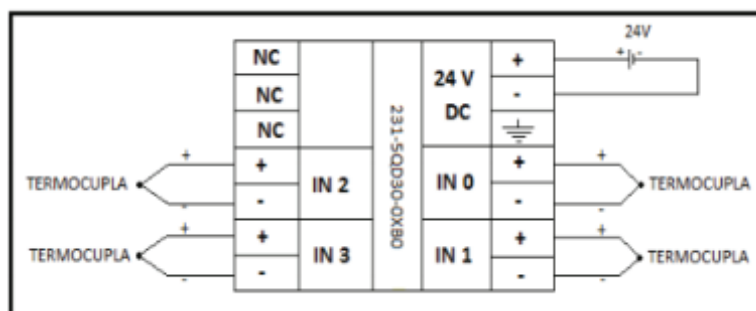 24V
+ -
NC
NC
NC
24 V
DC
+
-
231-5QD30-0XB0
TERMOCUPLA
+
-
+
-
IN 2
IN 0
+
-
+
-
TERMOCUPLA
TERMOCUPLA
+
-
+
-
IN 3
IN 1
+
-
+
-
TERMOCUPLA